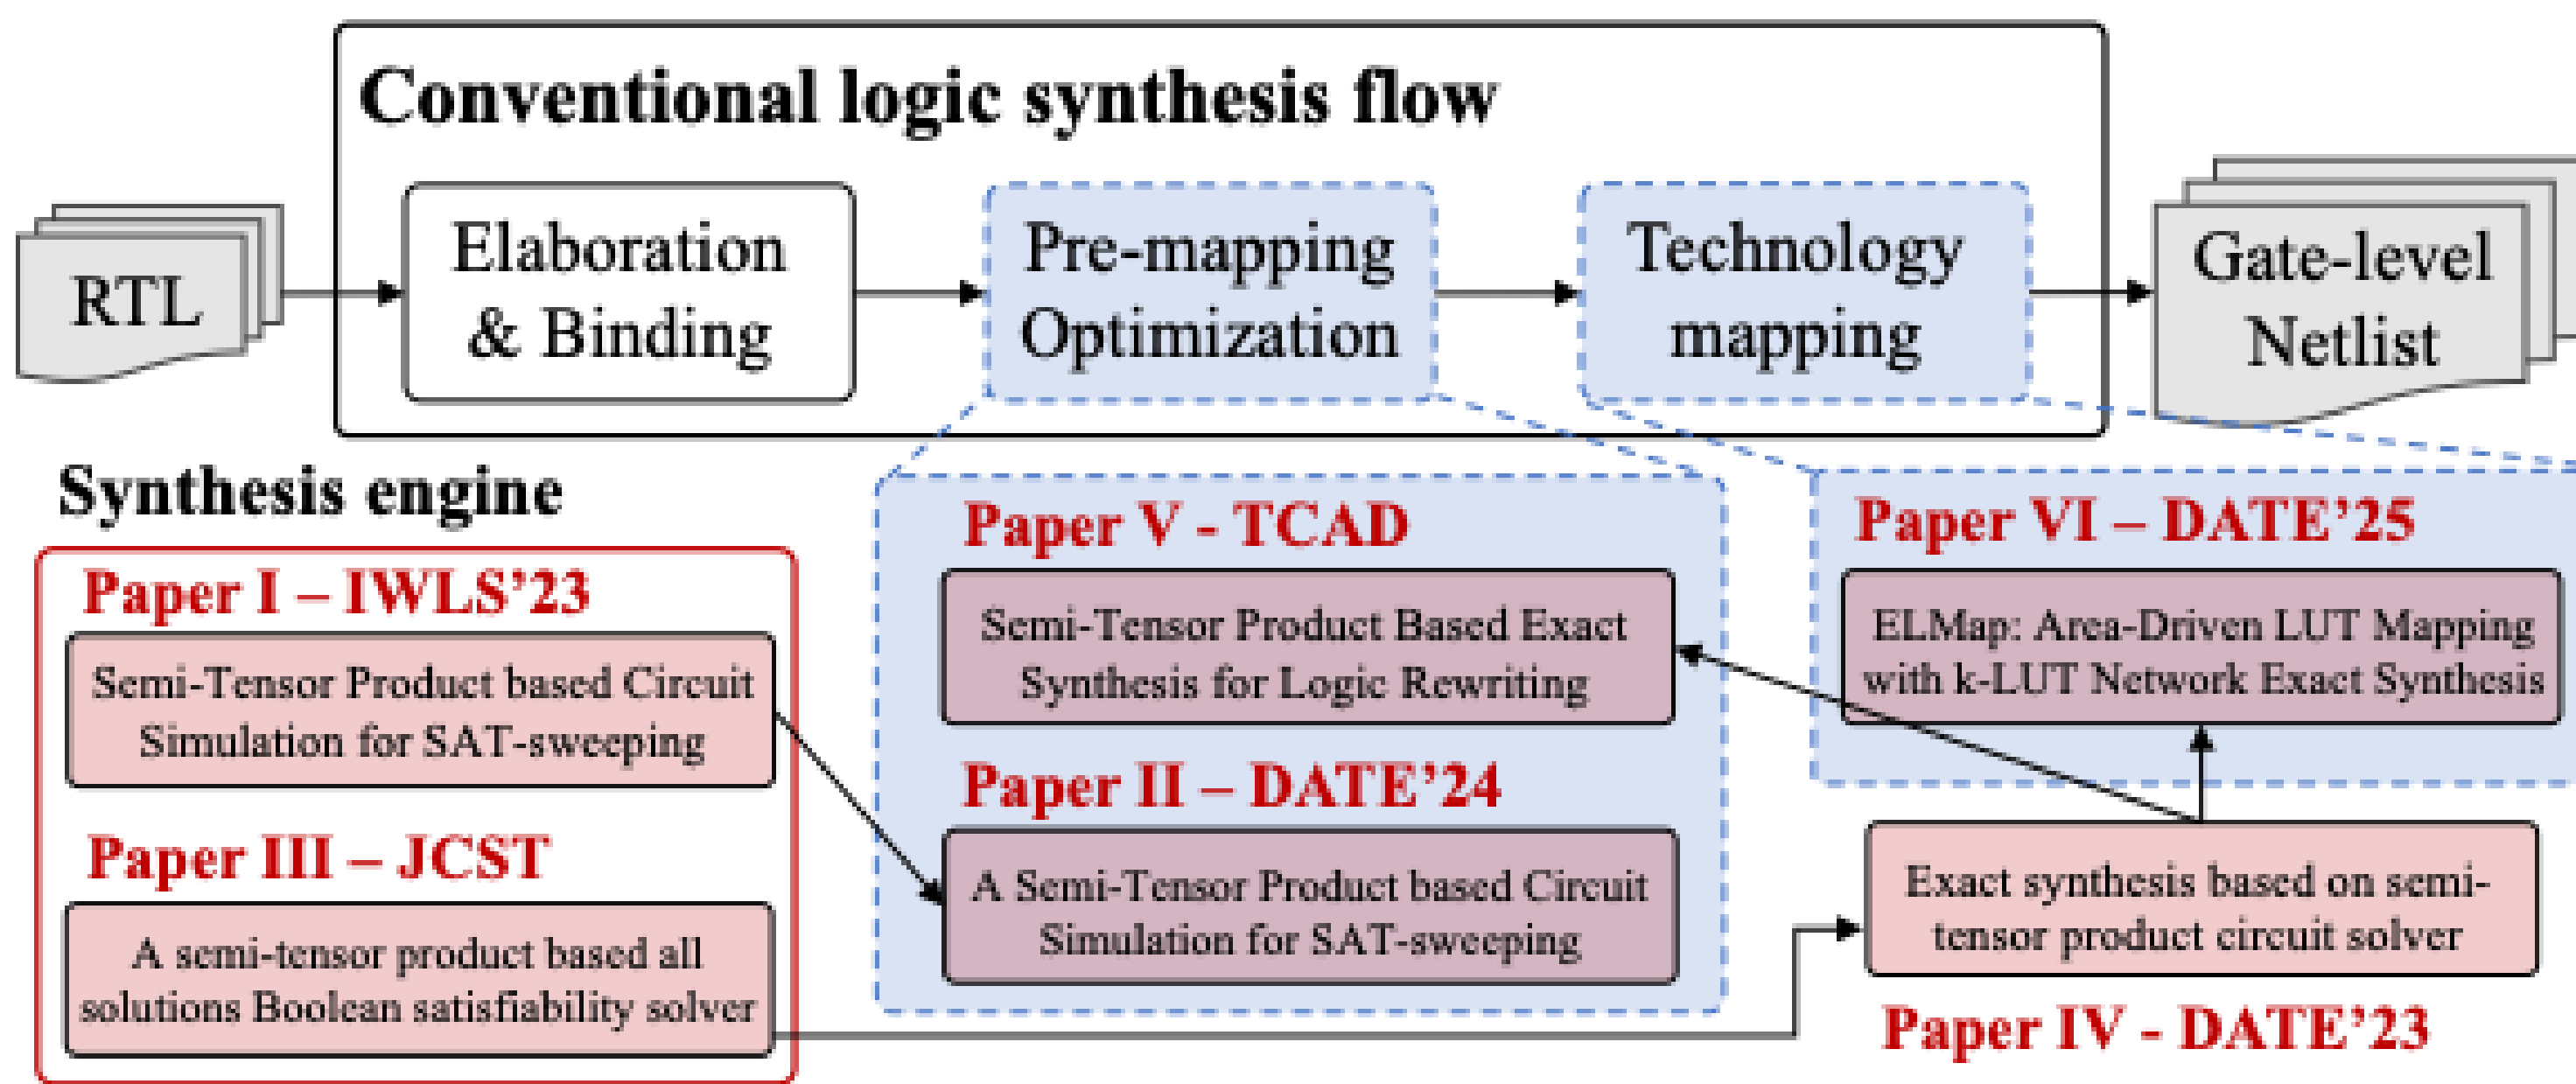 Conventional logic synthesis flow
RTL
Elaboration
& Binding
Pre-mapping
Optimization
Technology
mapping
Gate-level
Netlist
Synthesis engine
Paper I – IWLS’23
Semi-Tensor Product based Circuit
Simulation for SAT-sweeping
Paper III – JCST
A semi-tensor product based all
solutions Boolean satisfiability solver
Paper V - TCAD
Semi-Tensor Product Based Exact
Synthesis for Logic Rewriting
Paper II – DATE’24
A Semi-Tensor Product based Circuit
Simulation for SAT-sweeping
Paper VI – DATE’25
ELMap: Area-Driven LUT Mapping
with k-LUT Network Exact Synthesis
Exact synthesis based on semi-
tensor product circuit solver
Paper IV - DATE’23